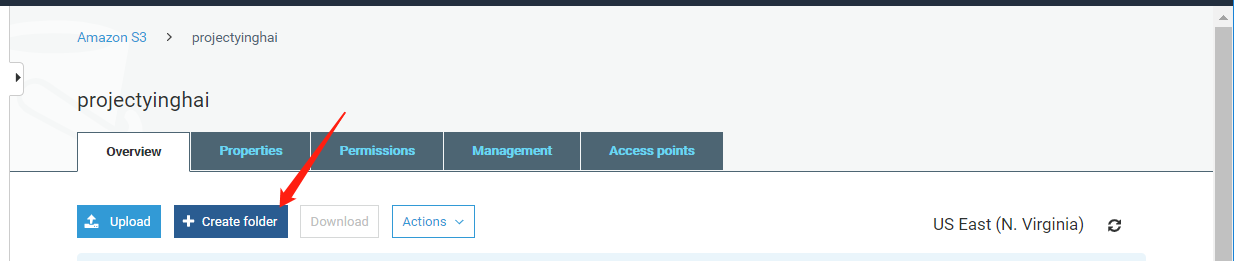 Amazon S3 > projectyinghai
projectyinghai
Overview Properties Permissions Management Access points
Upload + Create folder Download Actions
US East (N. Virginia)